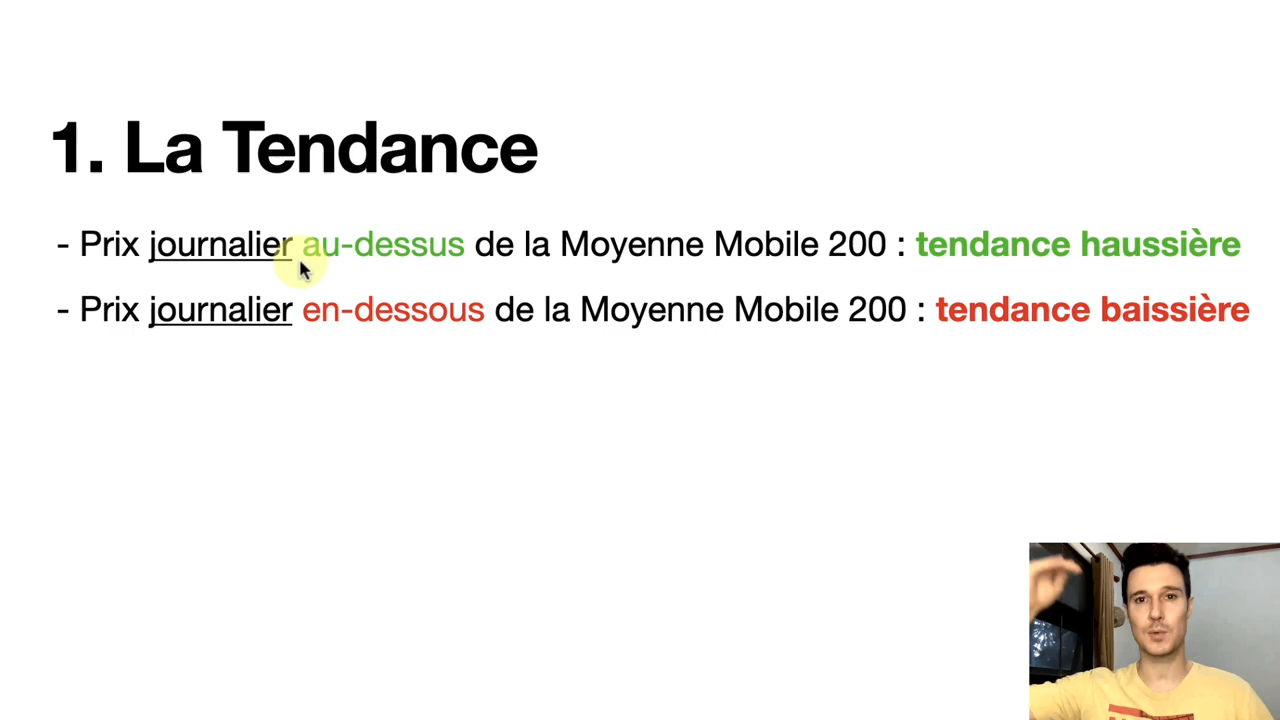 1. La Tendance
- Prix journalier au-dessus de la Moyenne Mobile 200 : tendance haussière
- Prix journalier en-dessous de la Moyenne Mobile 200 : tendance baissière